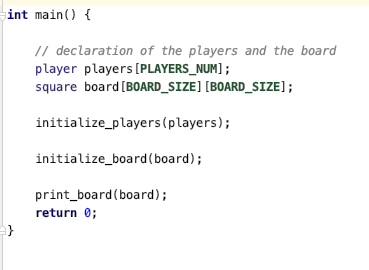 int main() {
// declaration of the players and the board
player players[PLAYERS_NUM];
square board[BOARD_SIZE][BOARD_SIZE];
initialize_players(players);
initialize_board(board);
print_board(board);
return 0;
}